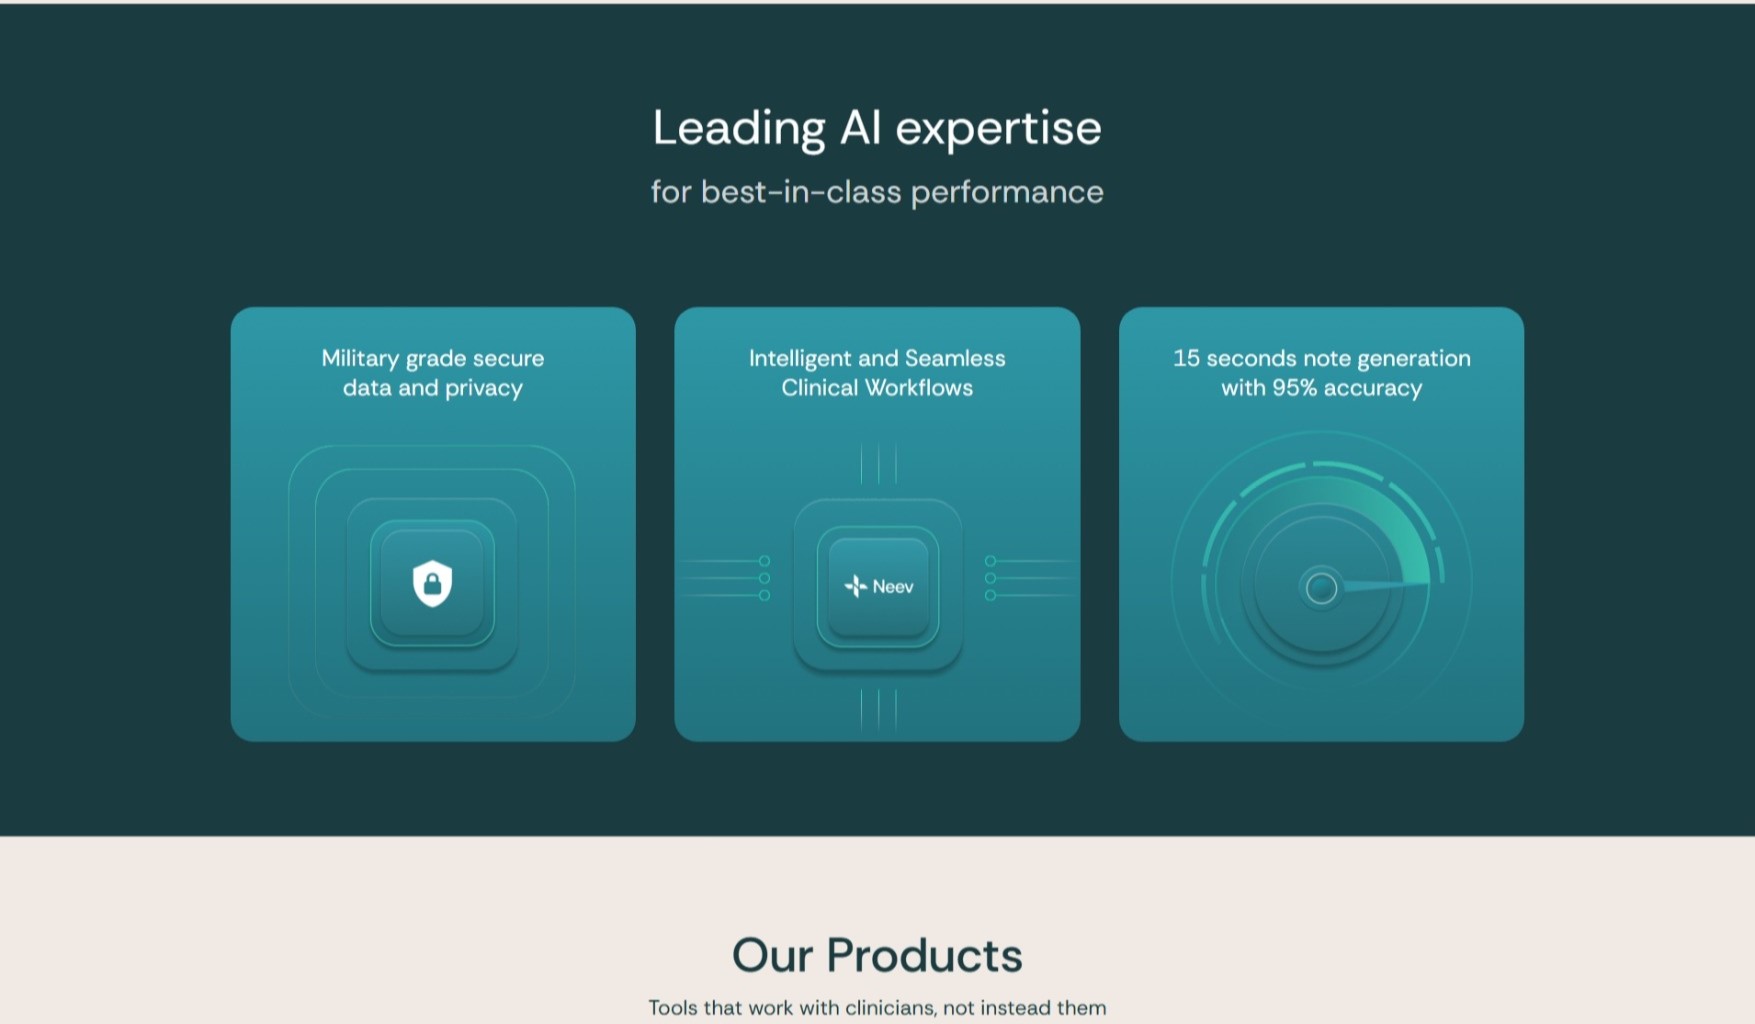 Leading AI expertise
for best-in-class performance
Military grade secure
data and privacy
Intelligent and Seamless
Clinical Workflows
15 seconds note generation
with 95% accuracy
Neev
Our Products
Tools that work with clinicians, not instead them